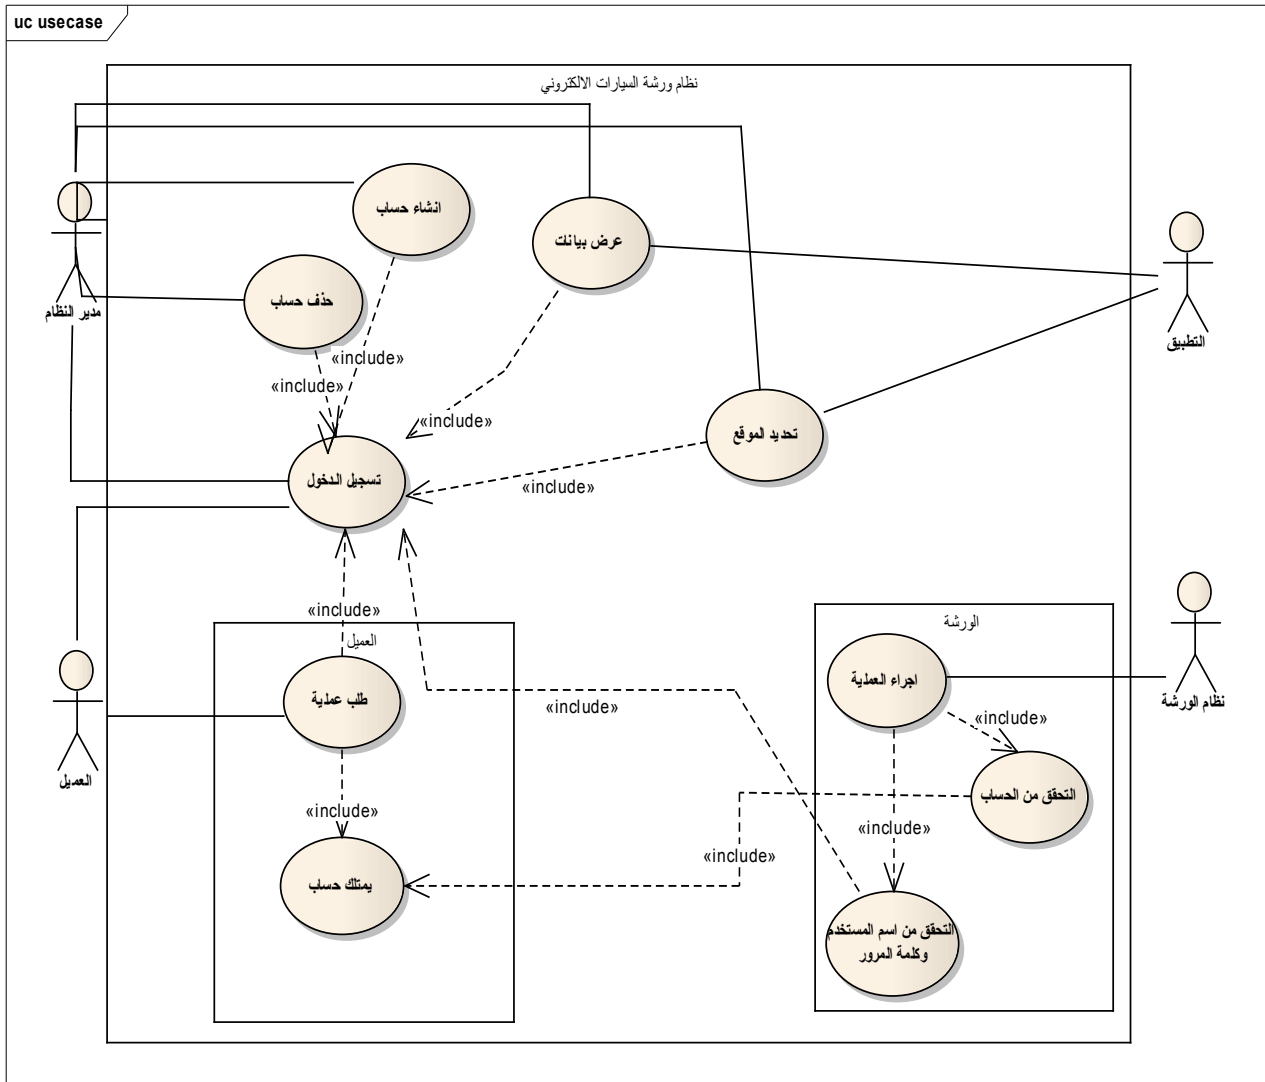 uc usecase
نظام ورشة السيارات الالكتروني
انشاء حساب
عرض بيانات
حذف حساب
مدير النظام
التطبيق
«include»
«include»
«include»
تحديد الموقع
تسجيل الدخول
«include»
«include»
العميل
الورشة
طلب عملية
اجراء العملية
نظام الورشة
«include»
«include»
العميل
التحقق من الحساب
«include»
«include»
«include»
يمتلك حساب
التحقق من اسم المستخدم
وكلمة المرور